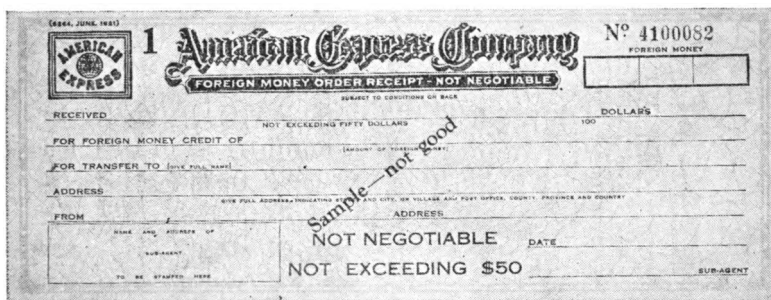 (6264, JUNE, 1921)
AMERICAN EXPRESS
1 American Express Company
Nº 4100082
FOREIGN MONEY
FOREIGN MONEY ORDER RECEIPT - NOT NEGOTIABLE
SUBJECT TO CONDITIONS ON BACK
RECEIVED DOLLARS
NOT EXCEEDING FIFTY DOLLARS 100
FOR FOREIGN MONEY CREDIT OF
(AMOUNT OF FOREIGN MONEY)
FOR TRANSFER TO (GIVE FULL NAME)
Sample—not good
ADDRESS
GIVE FULL ADDRESS, INDICATING STREET AND CITY, OR VILLAGE AND POST OFFICE, COUNTY, PROVINCE AND COUNTRY
FROM ADDRESS
NAME AND ADDRESS OF
SUB-AGENT
TO BE STAMPED HERE
NOT NEGOTIABLE DATE
NOT EXCEEDING $50
SUB-AGENT